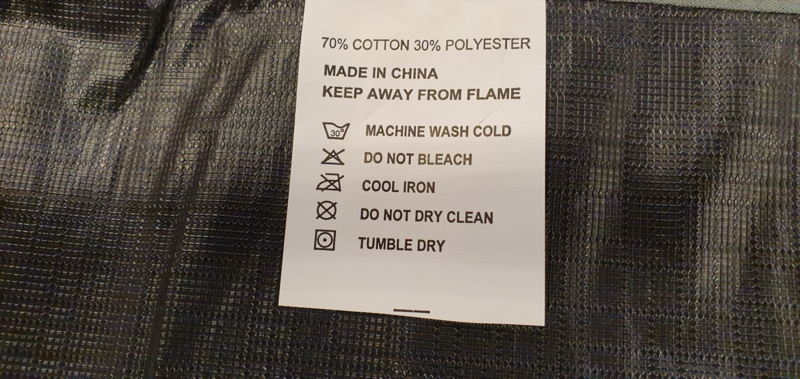 70% COTTON 30% POLYESTER
MADE IN CHINA
KEEP AWAY FROM FLAME
30° MACHINE WASH COLD
DO NOT BLEACH
COOL IRON
DO NOT DRY CLEAN
TUMBLE DRY